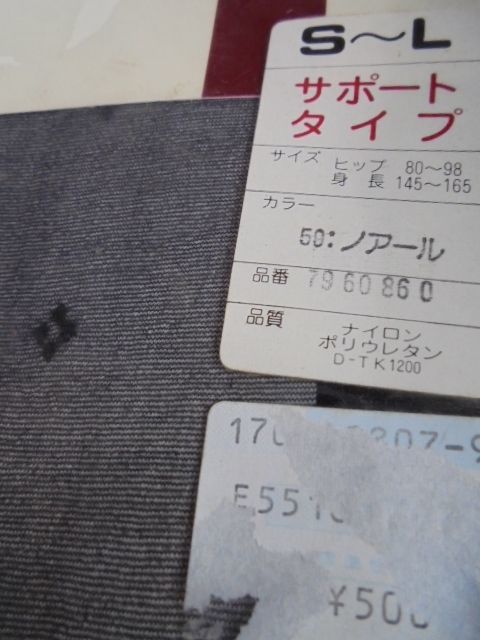 S～L
サポート
タイプ
サイズ ヒップ 80～98
身長 145～165
カラー
50:ノアール
品番 7960860
品質 ナイロン
ポリウレタン
D-TK1200
¥500